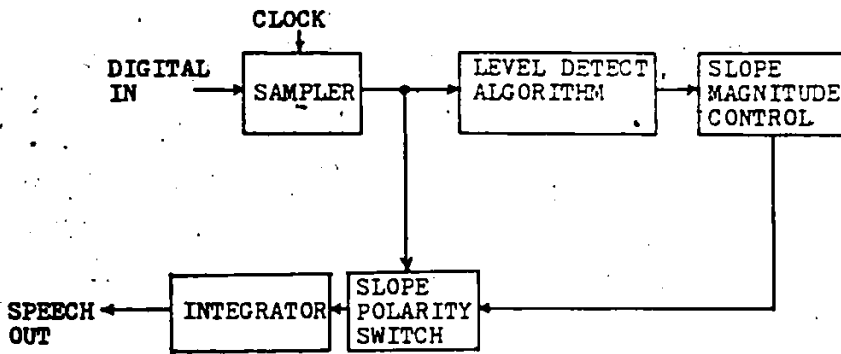 CLOCK
DIGITAL
IN
SAMPLER
LEVEL DETECT
ALGORITHM
SLOPE
MAGNITUDE
CONTROL
SPEECH
OUT
INTEGRATOR
SLOPE
POLARITY
SWITCH